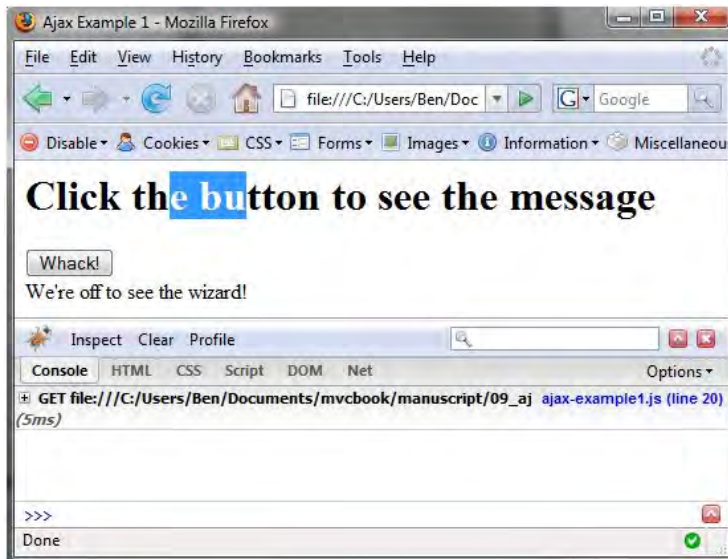 Ajax Example 1 - Mozilla Firefox
File Edit View History Bookmarks Tools Help
file:///C:/Users/Ben/Doc G Google
Disable Cookies CSS Forms Images Information Miscellaneou
Click the button to see the message
Whack!
We're off to see the wizard!
Inspect Clear Profile
Console HTML CSS Script DOM Net Options
GET file:///C:/Users/Ben/Documents/mvcbook/manuscript/09_aj ajax-example1.js (line 20)
(5ms)
>>>
Done